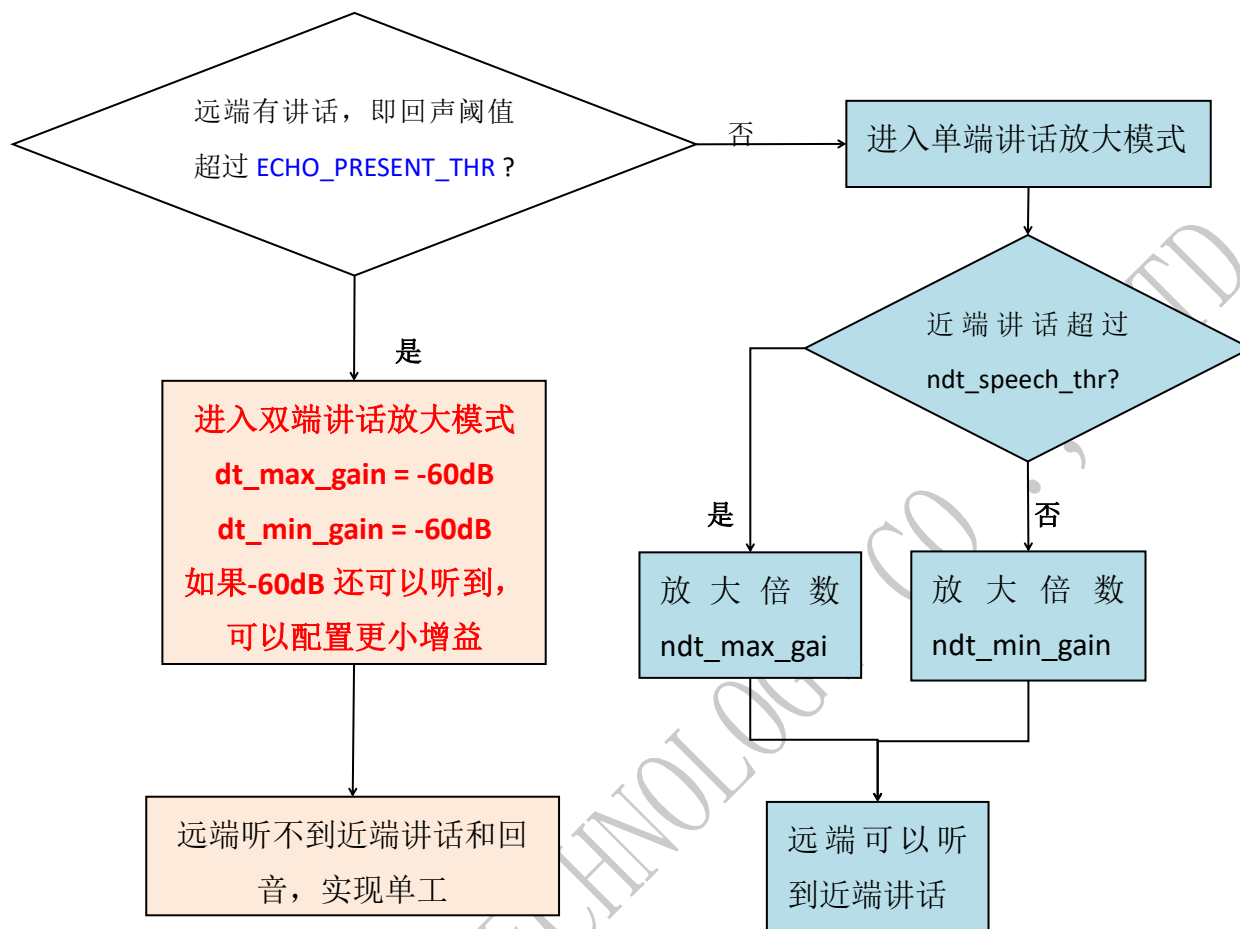 远端有讲话，即回声阈值
超过 ECHO_PRESENT_THR ?
否
进入单端讲话放大模式
近端讲话超过
ndt_speech_thr?
是
进入双端讲话放大模式
dt_max_gain = -60dB
dt_min_gain = -60dB
如果-60dB 还可以听到，
可以配置更小增益
是
否
放大倍数
ndt_max_gai
放大倍数
ndt_min_gain
远端听不到近端讲话和回
音，实现单工
远端可以听
到近端讲话
CO .,
TD